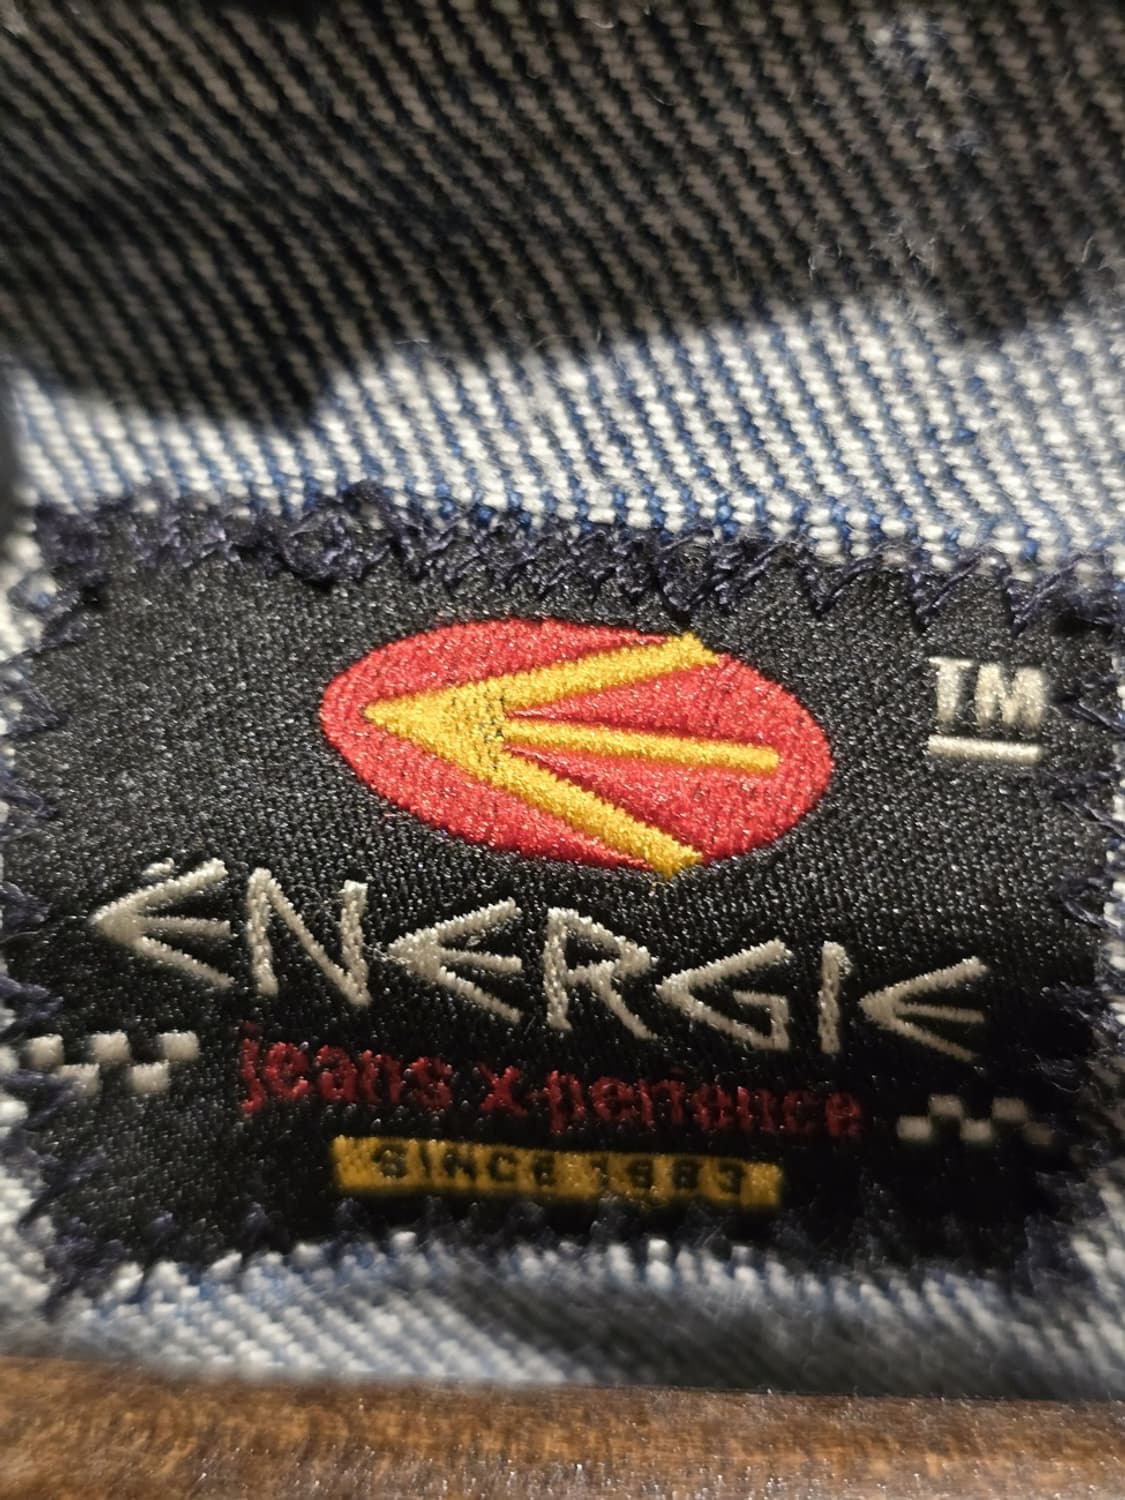 TM
ENERGIE
jeans x-perience
SINCE 1983